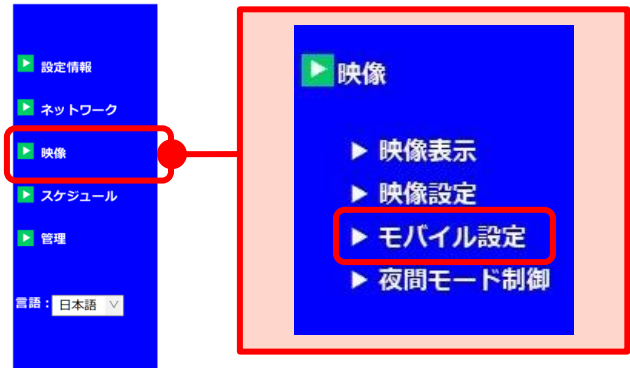 設定情報
ネットワーク
映像
スケジュール
管理
言語：日本語
映像
映像表示
映像設定
モバイル設定
夜間モード制御